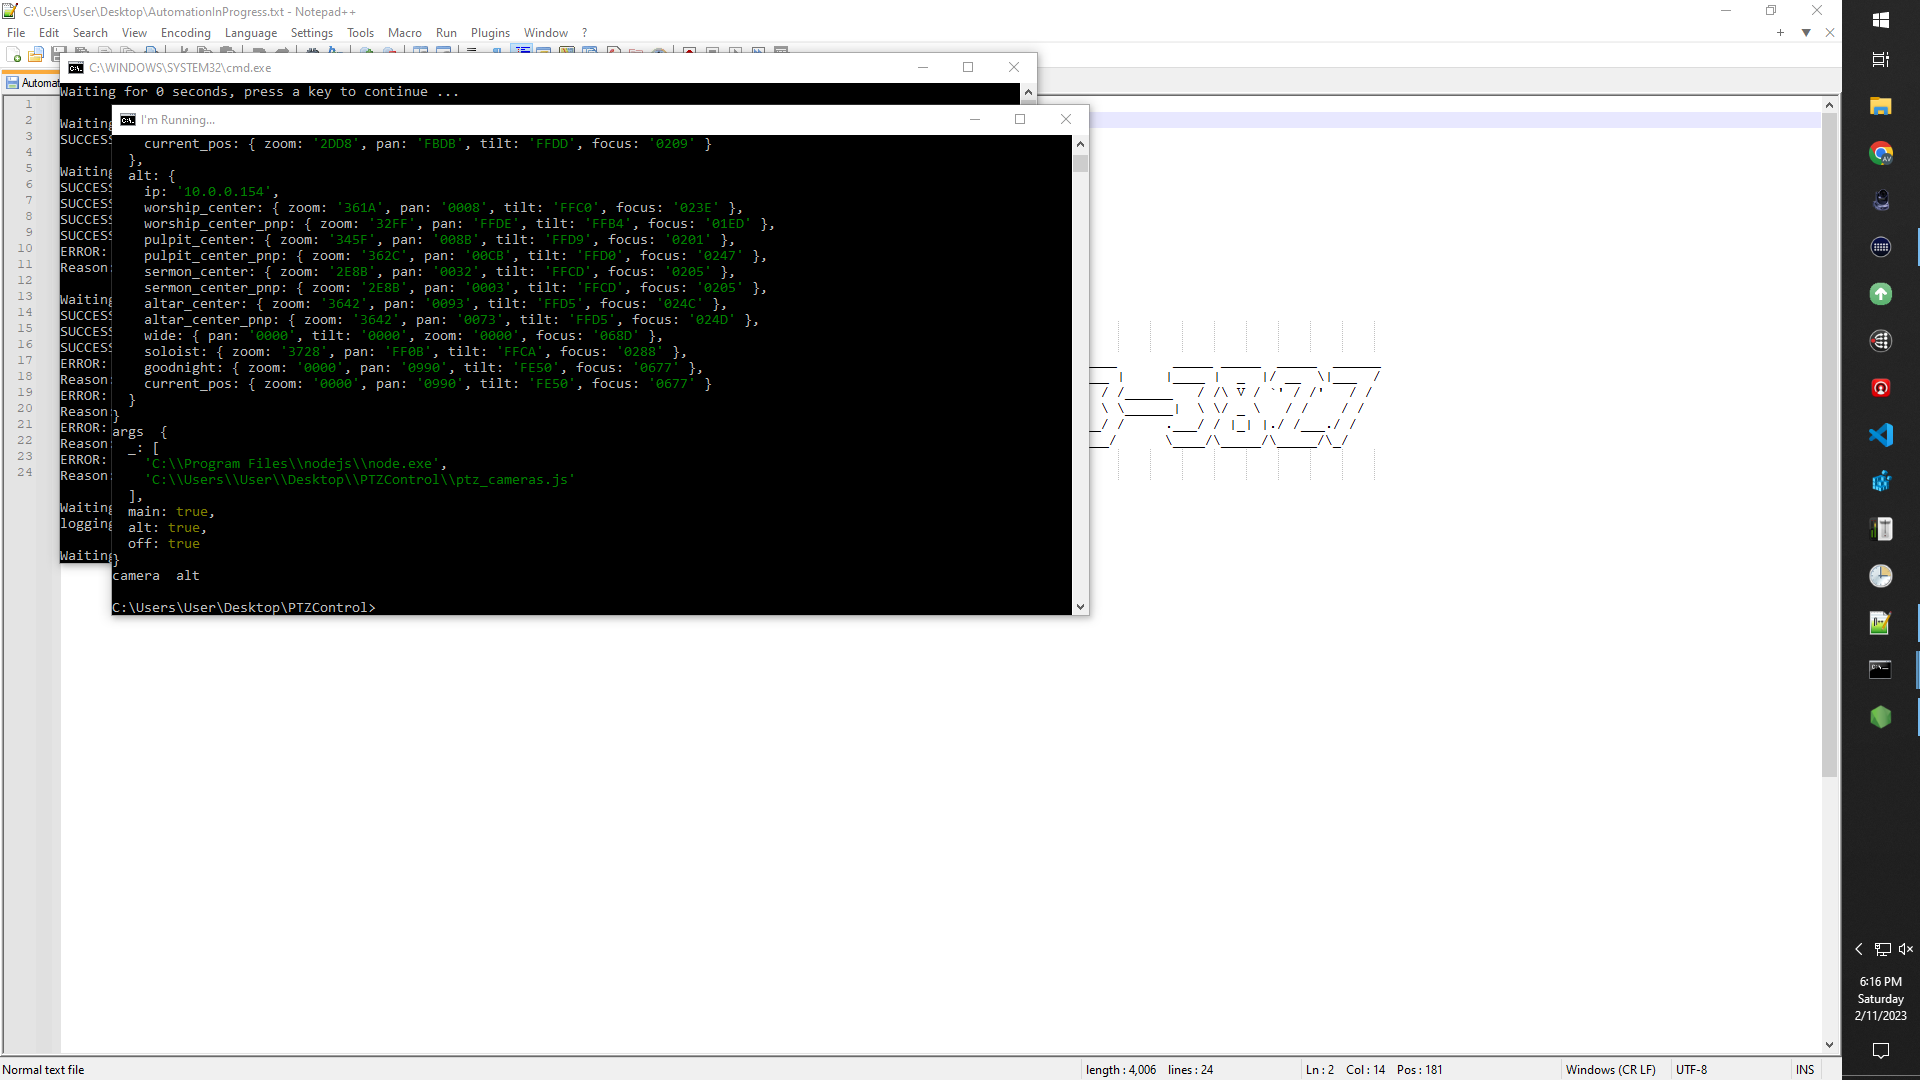 C:\Users\User\Desktop\AutomationInProgress.txt - Notepad++
File Edit Search View Encoding Language Settings Tools Macro Run Plugins Window ?
Automat
C:\WINDOWS\SYSTEM32\cmd.exe
Waiting for 0 seconds, press a key to continue ...
Waiting
SUCCESS
Waiting
SUCCESS
SUCCESS
SUCCESS
SUCCESS
ERROR:
Reason:
Waiting
SUCCESS
SUCCESS
SUCCESS
ERROR:
Reason:
ERROR:
Reason:
ERROR:
Reason:
ERROR:
Reason:
Waiting
logging
Waiting
I'm Running...
current_pos: { zoom: '2DD8', pan: 'FBDB', tilt: 'FFDD', focus: '0209' }
},
alt: {
ip: '10.0.0.154',
worship_center: { zoom: '361A', pan: '0008', tilt: 'FFC0', focus: '023E' },
worship_center_pnp: { zoom: '32FF', pan: 'FFDE', tilt: 'FFB4', focus: '01ED' },
pulpit_center: { zoom: '345F', pan: '008B', tilt: 'FFD9', focus: '0201' },
pulpit_center_pnp: { zoom: '362C', pan: '00CB', tilt: 'FFD0', focus: '0247' },
sermon_center: { zoom: '2E8B', pan: '0032', tilt: 'FFCD', focus: '0205' },
sermon_center_pnp: { zoom: '2E8B', pan: '0003', tilt: 'FFCD', focus: '0205' },
altar_center: { zoom: '3642', pan: '0093', tilt: 'FFD5', focus: '024C' },
altar_center_pnp: { zoom: '3642', pan: '0073', tilt: 'FFD5', focus: '024D' },
wide: { pan: '0000', tilt: '0000', zoom: '0000', focus: '068D' },
soloist: { zoom: '3728', pan: 'FF0B', tilt: 'FFCA', focus: '0288' },
goodnight: { zoom: '0000', pan: '0990', tilt: 'FE50', focus: '0677' },
current_pos: { zoom: '0000', pan: '0990', tilt: 'FE50', focus: '0677' }
}
}
args {
_: [
'C:\\Program Files\\nodejs\\node.exe',
'C:\\Users\\User\\Desktop\\PTZControl\\ptz_cameras.js'
],
main: true,
alt: true,
off: true
}
camera alt
C:\Users\User\Desktop\PTZControl>
1
2
3
4
5
6
7
8
9
10
11
12
13
14
15
16
17
18
19
20
21
22
23
24
-3827
6:16 PM
Saturday
2/11/2023
Normal text file
length : 4,006 lines : 24
Ln : 2 Col : 14 Pos : 181
Windows (CR LF)
UTF-8
INS